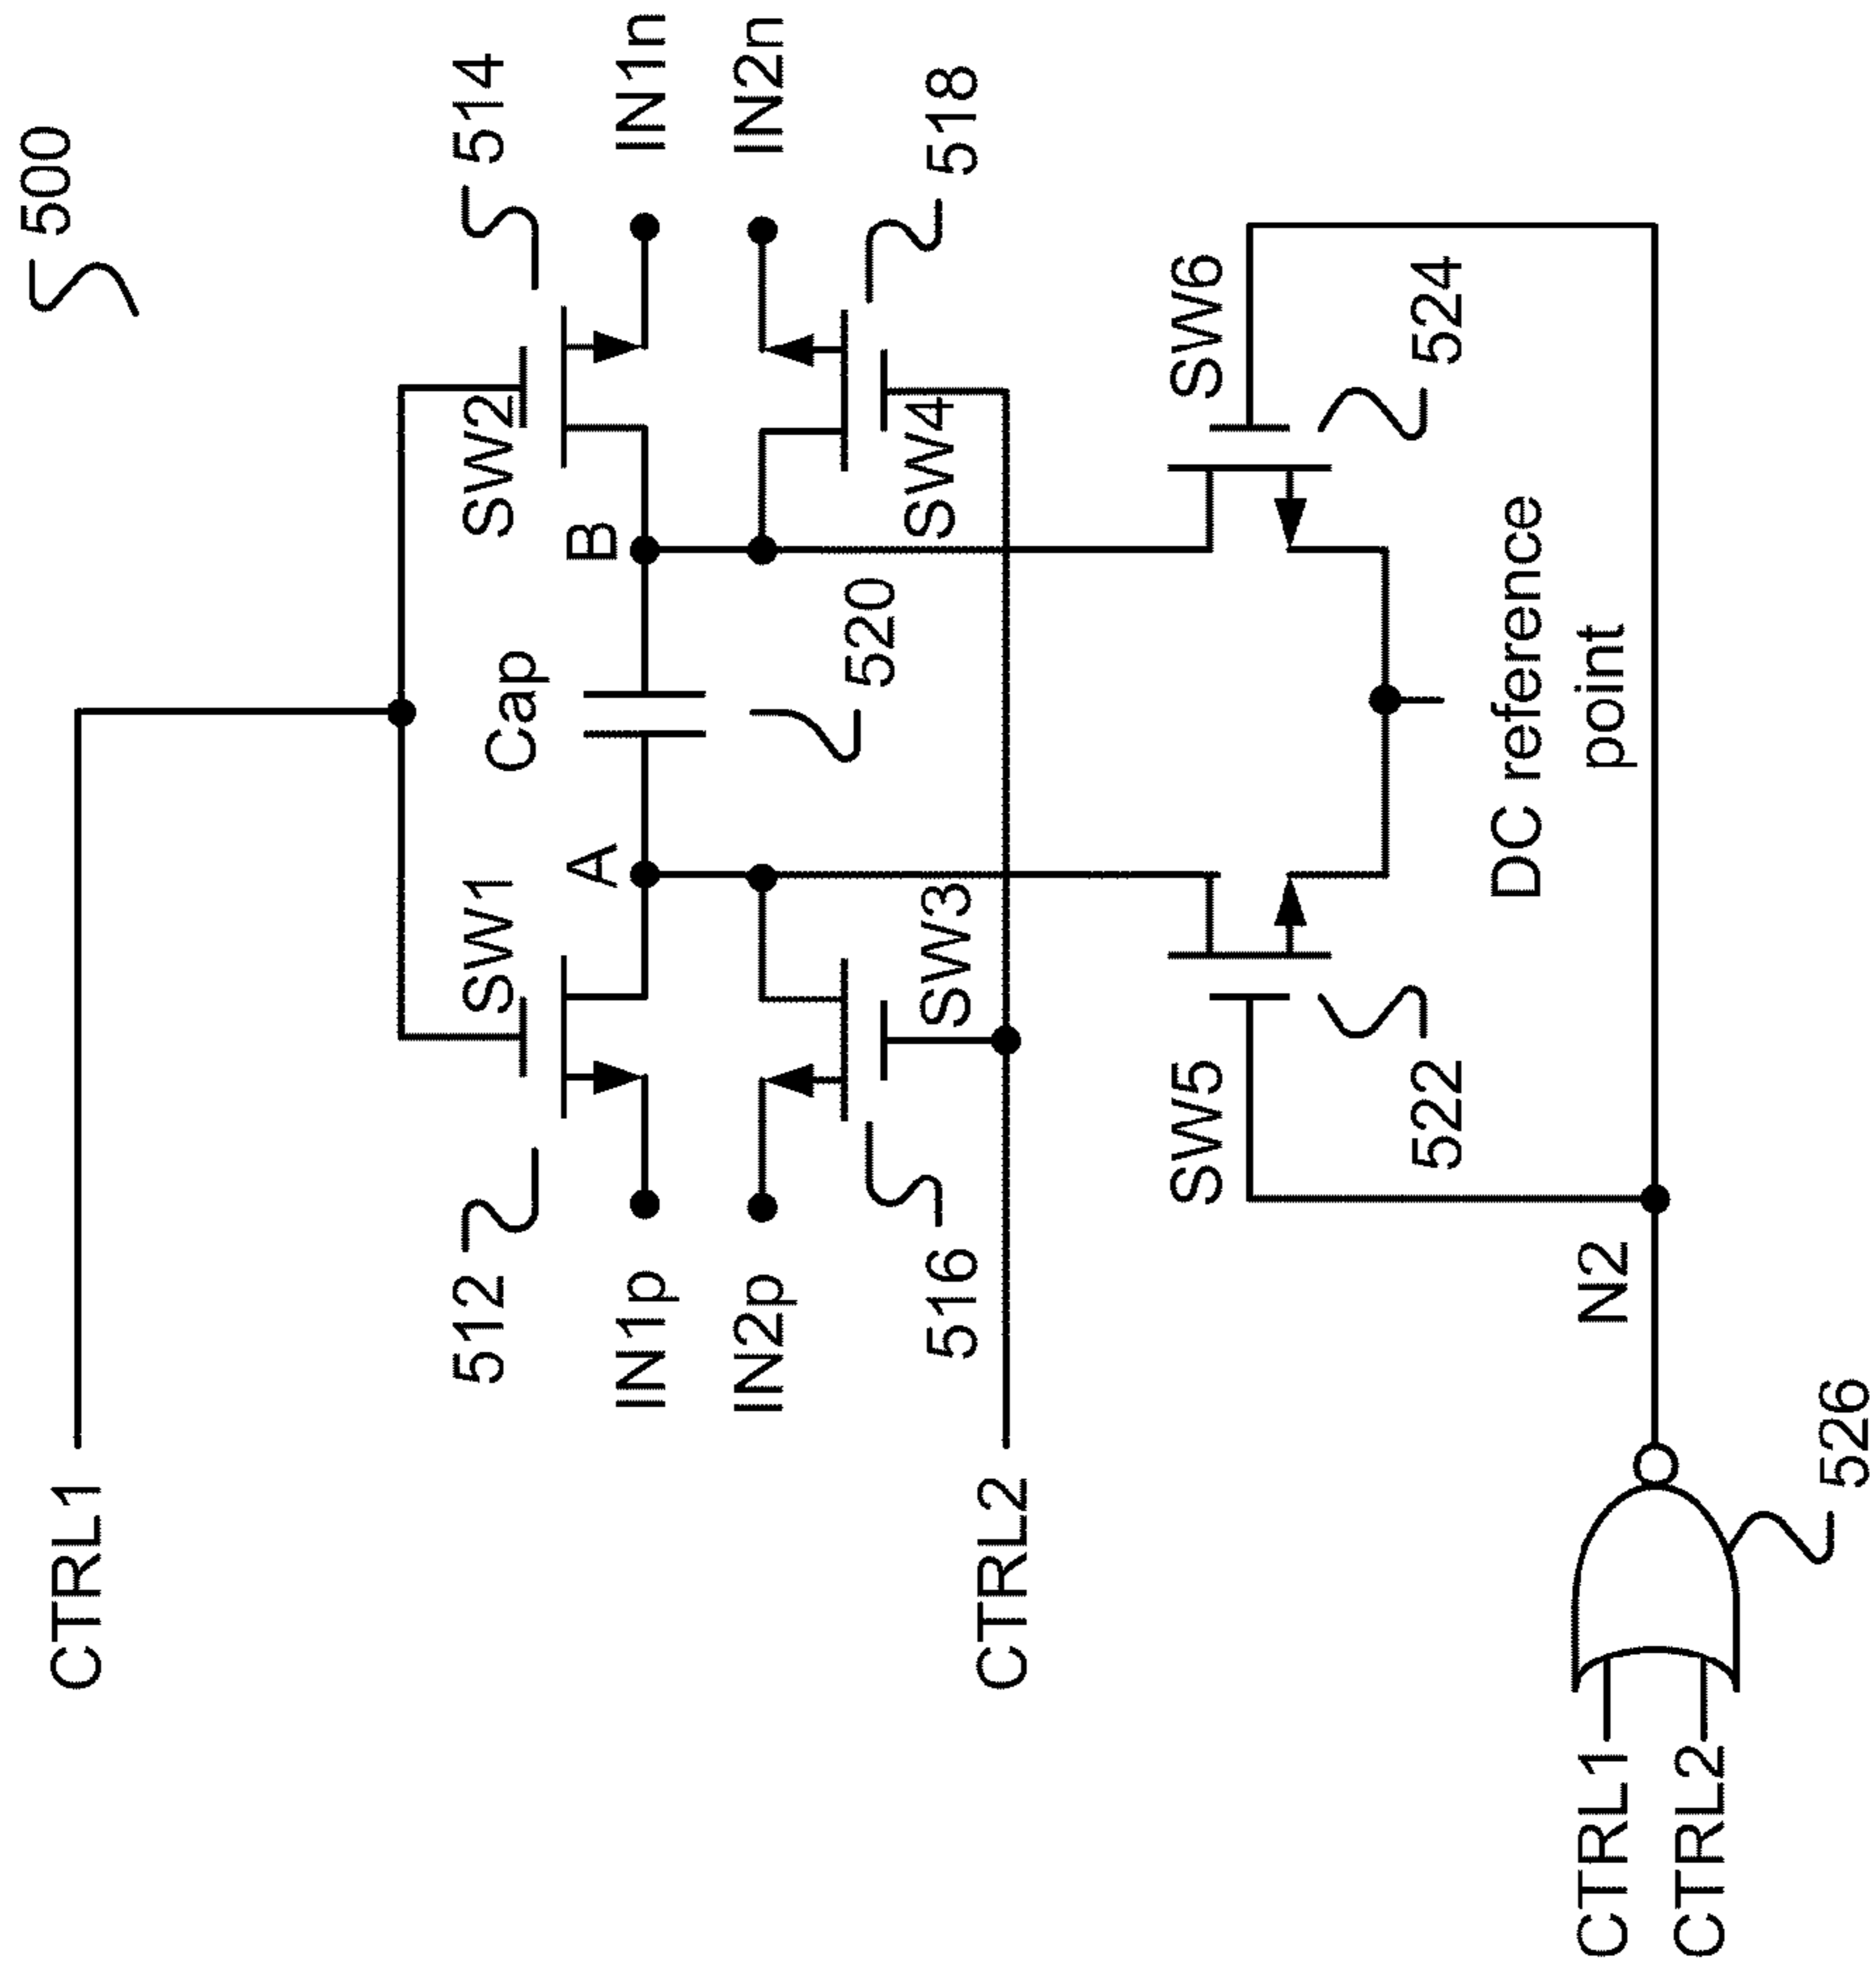 500
CTRL1
512
SW1
Cap
SW2
514
A
B
IN1p
IN1n
IN2p
IN2n
520
516
SW3
SW4
518
CTRL2
SW5
SW6
522
524
DC reference
point
N2
CTRL1
CTRL2
526